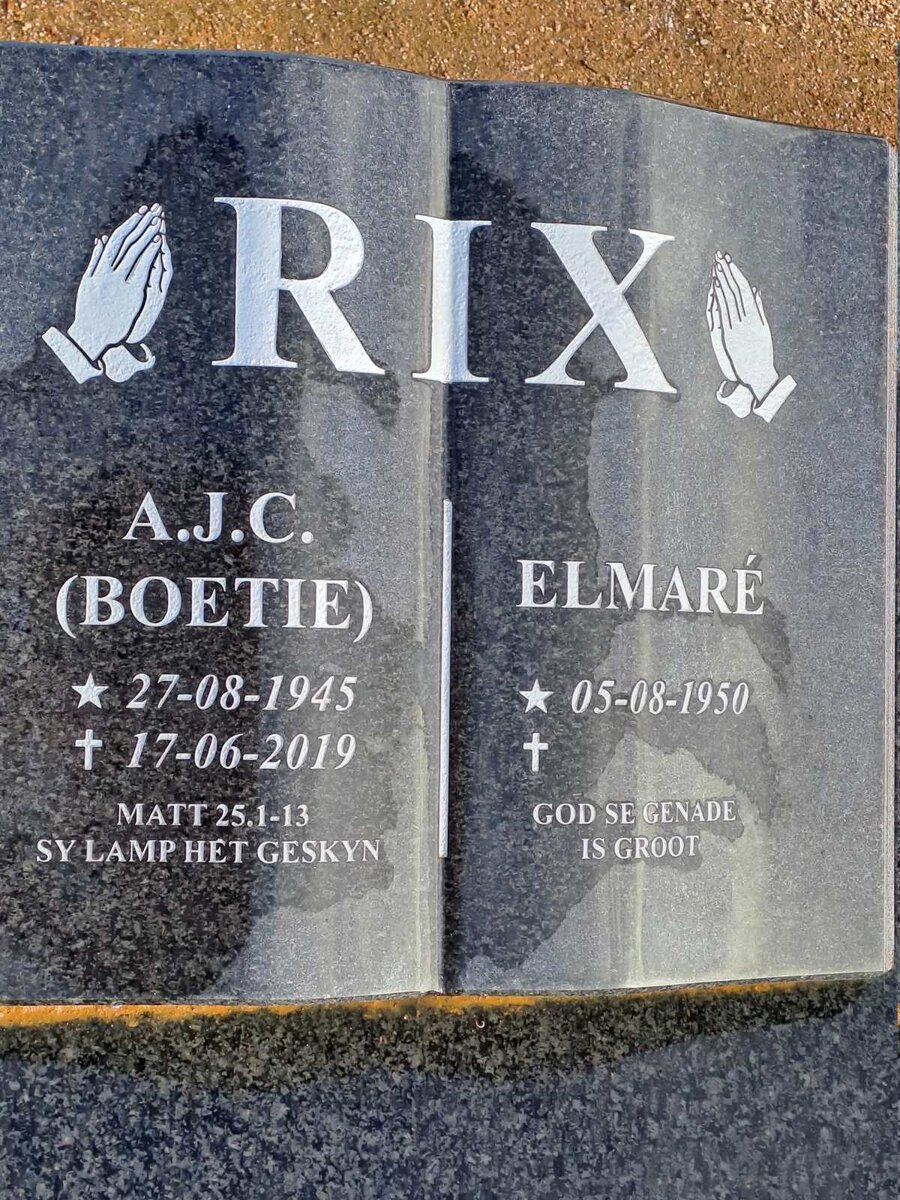 RIX
A.J.C.
(BOETIE)
★ 27-08-1945
✝ 17-06-2019
MATT 25.1-13
SY LAMP HET GESKYN
ELMARÉ
★ 05-08-1950
✝
GOD SE GENADE
IS GROOT